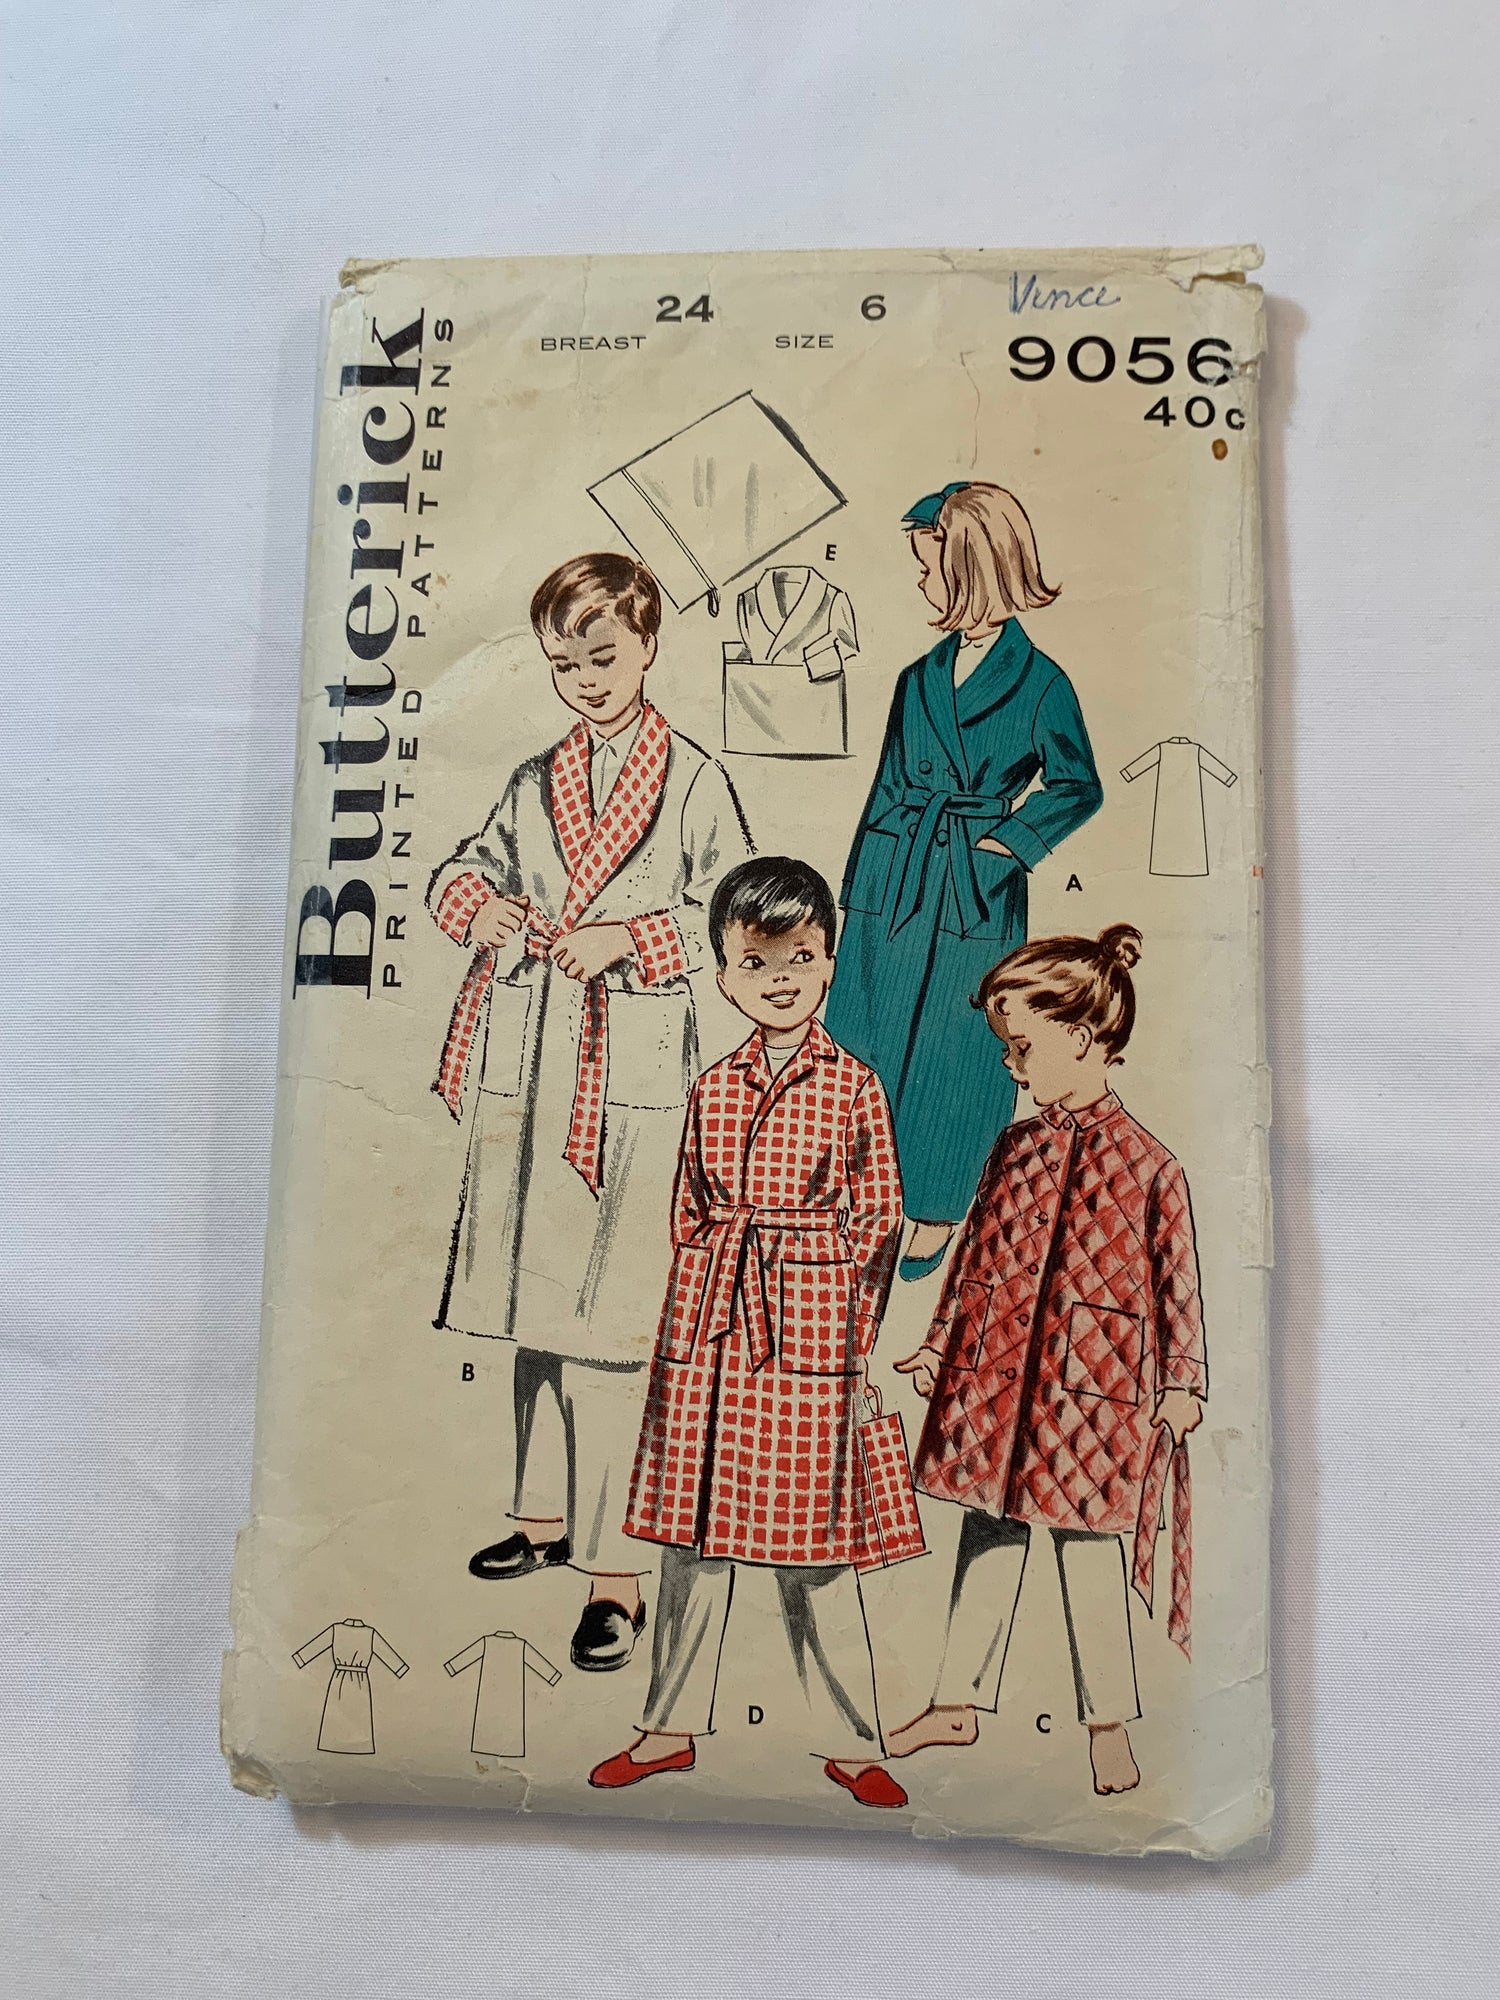 Butterick
PRINTED PATTERNS
BREAST 24 SIZE 6
Vince
9056
40c
E
A
B
D
C